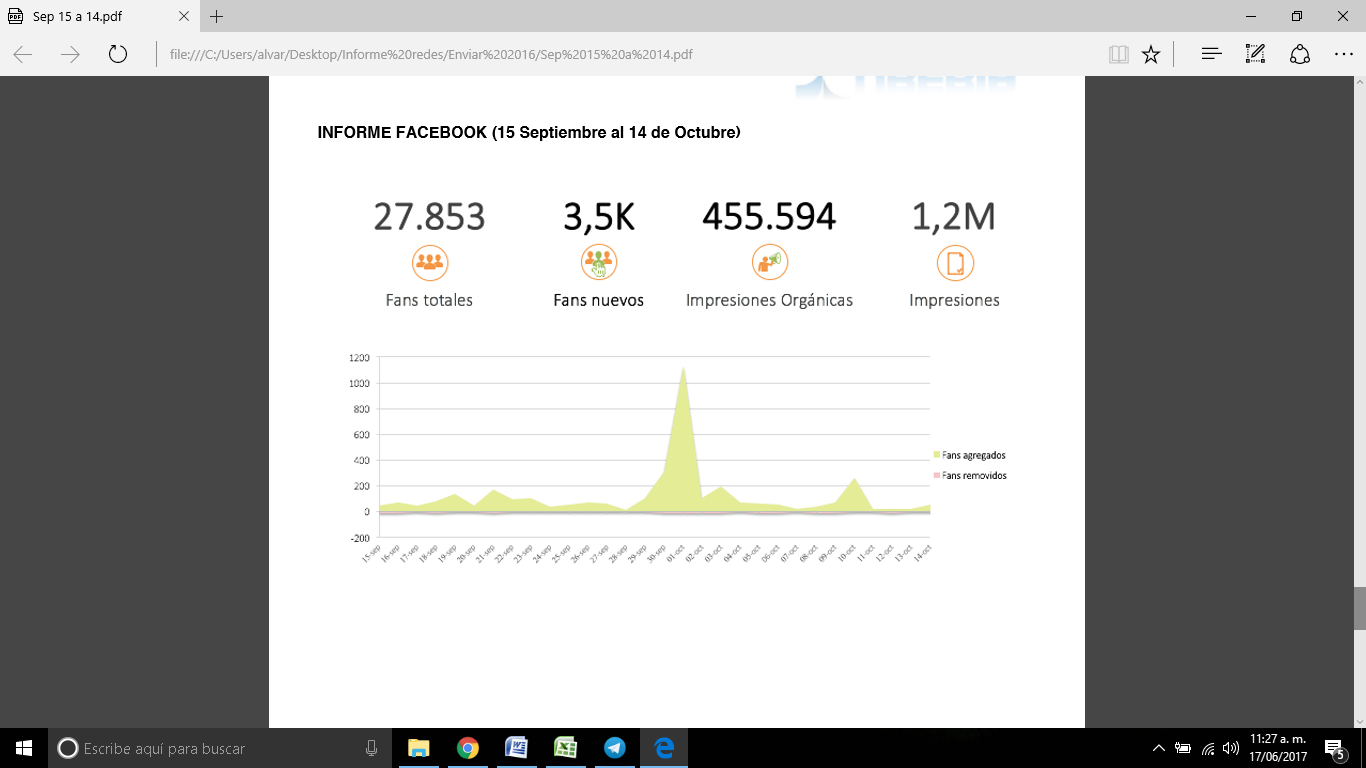 Sep 15 a 14.pdf
file:///C:/Users/alvar/Desktop/Informe%20redes/Enviar%202016/Sep%2015%20a%2014.pdf
INFORME FACEBOOK (15 Septiembre al 14 de Octubre)
27.853 3,5K 455.594 1,2M
Fans totales Fans nuevos Impresiones Orgánicas Impresiones
1200
1000
800
600
400
200
0
-200
Fans agregados
Fans removidos
15-sep 16-sep 17-sep 18-sep 19-sep 20-sep 21-sep 22-sep 23-sep 24-sep 25-sep 26-sep 27-sep 28-sep 29-sep 30-sep 01-oct 02-oct 03-oct 04-oct 05-oct 06-oct 07-oct 08-oct 09-oct 10-oct 11-oct 12-oct 13-oct 14-oct
Escribe aquí para buscar
11:27 a. m.
17/06/2017
5